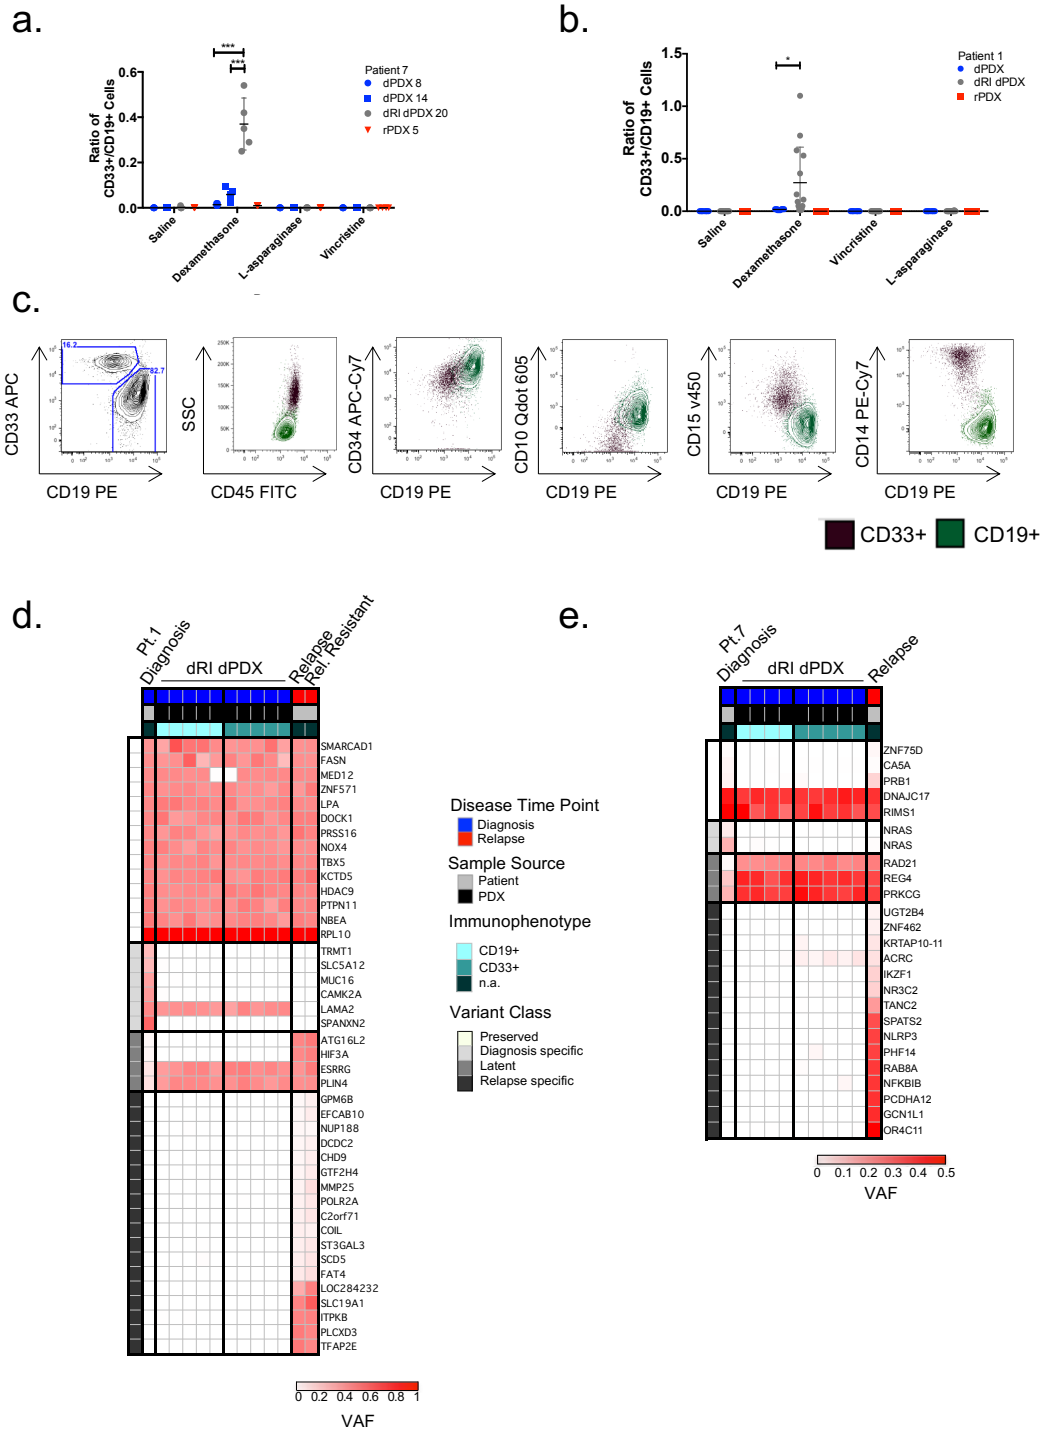 a.
Ratio of
CD33+/CD19+ Cells
0.6
0.4
0.2
0.0
***
***
Patient 7
dPDX 8
dPDX 14
dRI dPDX 20
rPDX 5
Saline
Dexamethasone
L-asparaginase
Vincristine
b.
Ratio of
CD33+/CD19+ Cells
1.5
1.0
0.5
0.0
*
Patient 1
dPDX
dRI dPDX
rPDX
Saline
Dexamethasone
Vincristine
L-asparaginase
c.
CD33 APC
16.2
82.7
CD19 PE
SSC
250K
200K
150K
100K
50K
0
CD45 FITC
CD34 APC-Cy7
CD19 PE
CD10 Qdot 605
CD19 PE
CD15 v450
CD19 PE
CD14 PE-Cy7
CD19 PE
CD33+
CD19+
d.
Pt.1
Diagnosis
dRI dPDX
Relapse
Rel. Resistant
SMARCAD1
FASN
MED12
ZNF571
LPA
DOCK1
PRSS16
NOX4
TBX5
KCTD5
HDAC9
PTPN11
NBEA
RPL10
TRMT1
SLC5A12
MUC16
CAMK2A
LAMA2
SPANXN2
ATG16L2
HIF3A
ESRRG
PLIN4
GPM6B
EFCAB10
NUP188
DCDC2
CHD9
GTF2H4
MMP25
POLR2A
C2orf71
COIL
ST3GAL3
SCD5
FAT4
LOC284232
SLC19A1
ITPKB
PLCXD3
TFAP2E
0 0.2 0.4 0.6 0.8 1
VAF
Disease Time Point
Diagnosis
Relapse
Sample Source
Patient
PDX
Immunophenotype
CD19+
CD33+
n.a.
Variant Class
Preserved
Diagnosis specific
Latent
Relapse specific
e.
Pt.7
Diagnosis
dRI dPDX
Relapse
ZNF75D
CA5A
PRB1
DNAJC17
RIMS1
NRAS
NRAS
RAD21
REG4
PRKCG
UGT2B4
ZNF462
KRTAP10-11
ACRC
IKZF1
NR3C2
TANC2
SPATS2
NLRP3
PHF14
RAB8A
NFKBIB
PCDHA12
GCN1L1
OR4C11
0 0.1 0.2 0.3 0.4 0.5
VAF